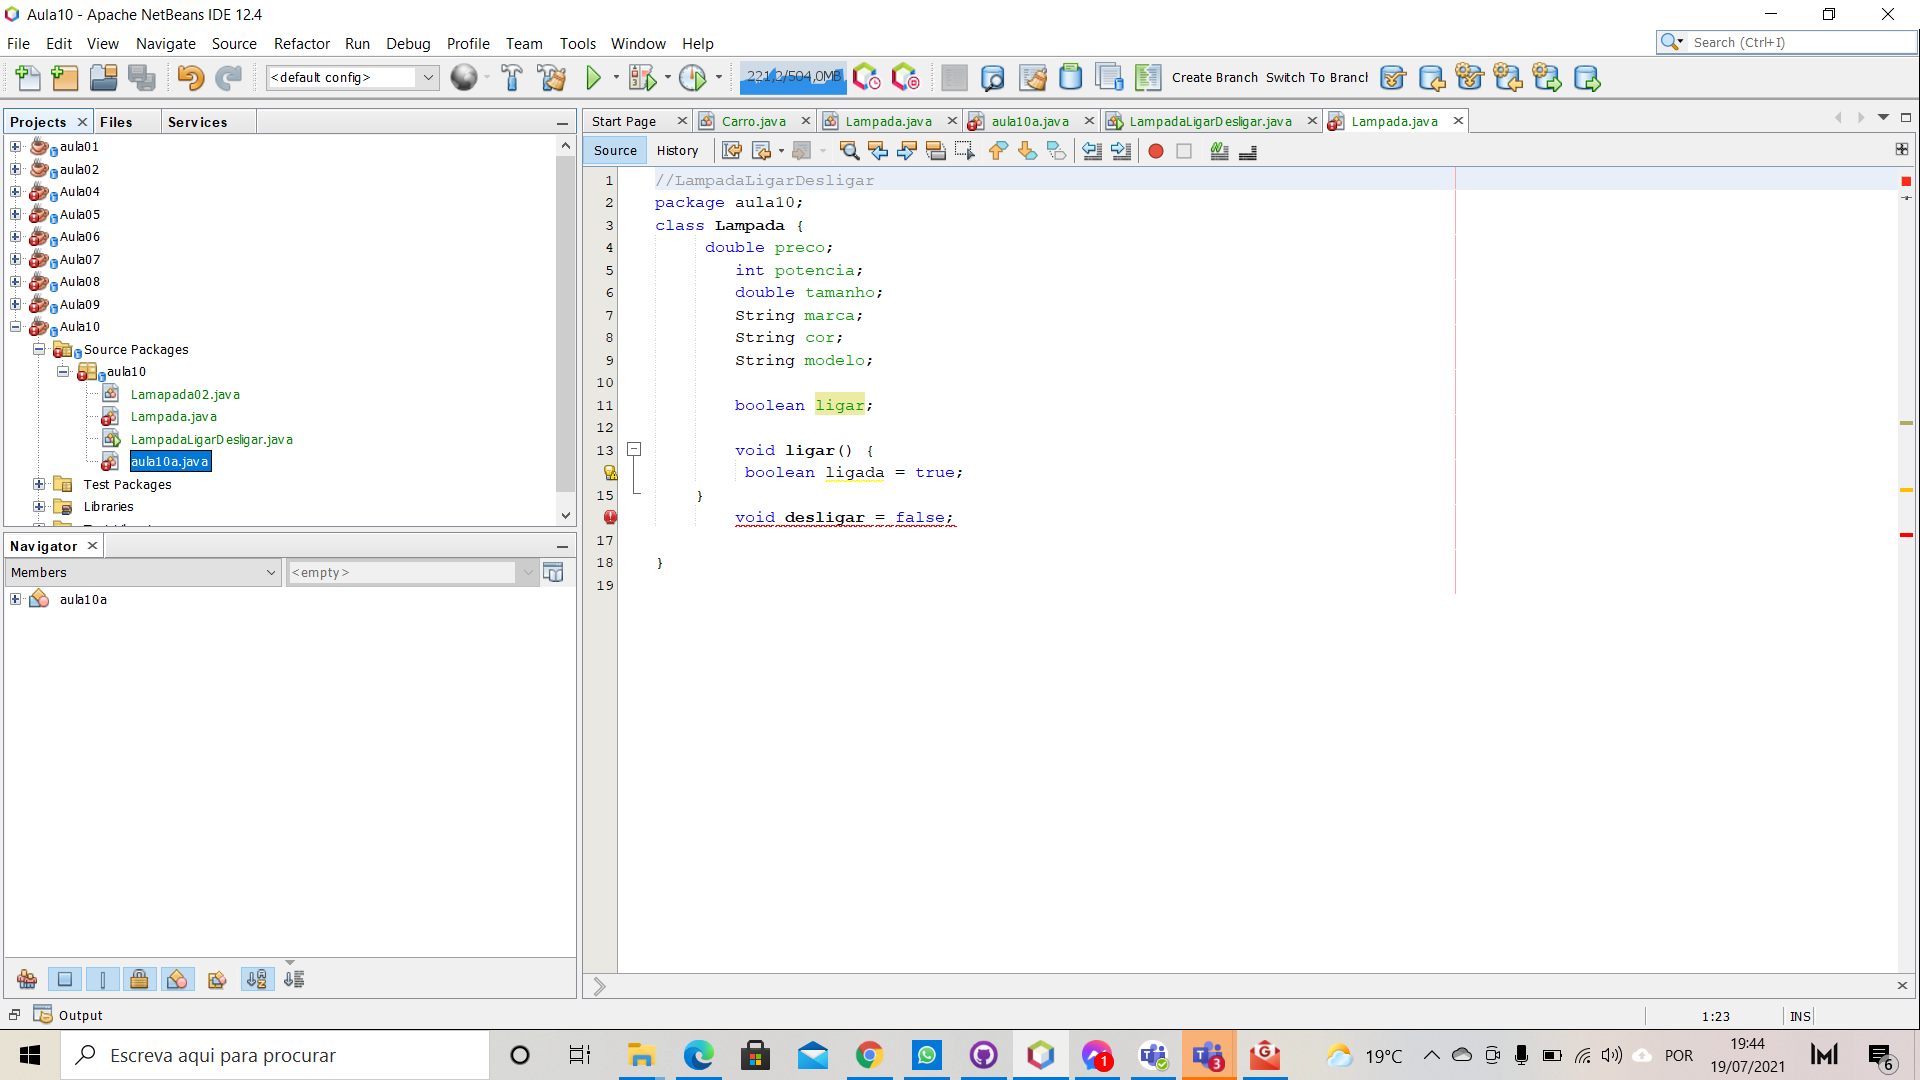 Aula10 - Apache NetBeans IDE 12.4
File Edit View Navigate Source Refactor Run Debug Profile Team Tools Window Help
Search (Ctrl+I)
<default config>
221,2/504,0MB
Create Branch Switch To Branch
Projects Files Services
aula01
aula02
Aula04
Aula05
Aula06
Aula07
Aula08
Aula09
Aula10
Source Packages
aula10
Lamapada02.java
Lampada.java
LampadaLigarDesligar.java
aula10a.java
Test Packages
Libraries
Navigator
Members
<empty>
aula10a
Start Page Carro.java Lampada.java aula10a.java LampadaLigarDesligar.java Lampada.java
Source History
1 //LampadaLigarDesligar
2 package aula10;
3 class Lampada {
4 double preco;
5 int potencia;
6 double tamanho;
7 String marca;
8 String cor;
9 String modelo;
10
11 boolean ligar;
12
13 void ligar() {
boolean ligada = true;
15 }
void desligar = false;
17
18 }
19
Output
1:23 INS
Escreva aqui para procurar
1
3
19°C
POR
19:44
19/07/2021
6